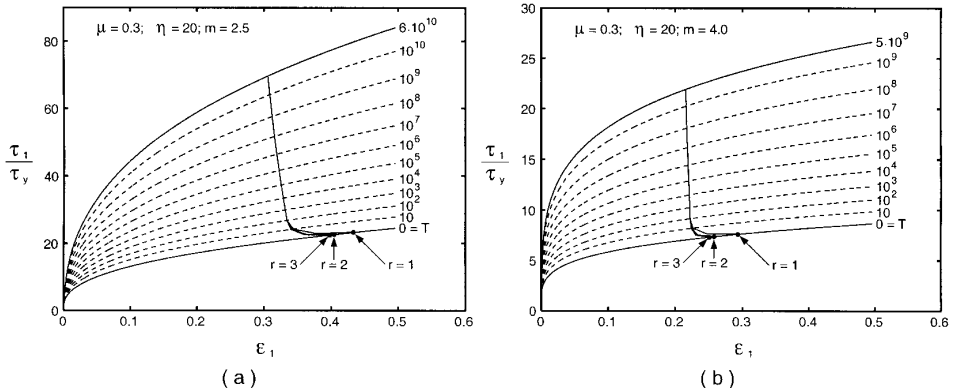 μ = 0.3; η = 20; m = 2.5
80
60
40
20
0
τ₁
τy
6·10¹⁰
10¹⁰
10⁹
10⁸
10⁷
10⁶
10⁵
10⁴
10³
10²
10
0 = T
r = 3
r = 2
r = 1
0
0.1
0.2
0.3
0.4
0.5
0.6
ε₁
(a)
μ = 0.3; η = 20; m = 4.0
30
25
20
15
10
5
0
τ₁
τy
5·10⁹
10⁹
10⁸
10⁷
10⁶
10⁵
10⁴
10³
10²
10
0 = T
r = 3
r = 2
r = 1
0
0.1
0.2
0.3
0.4
0.5
0.6
ε₁
(b)